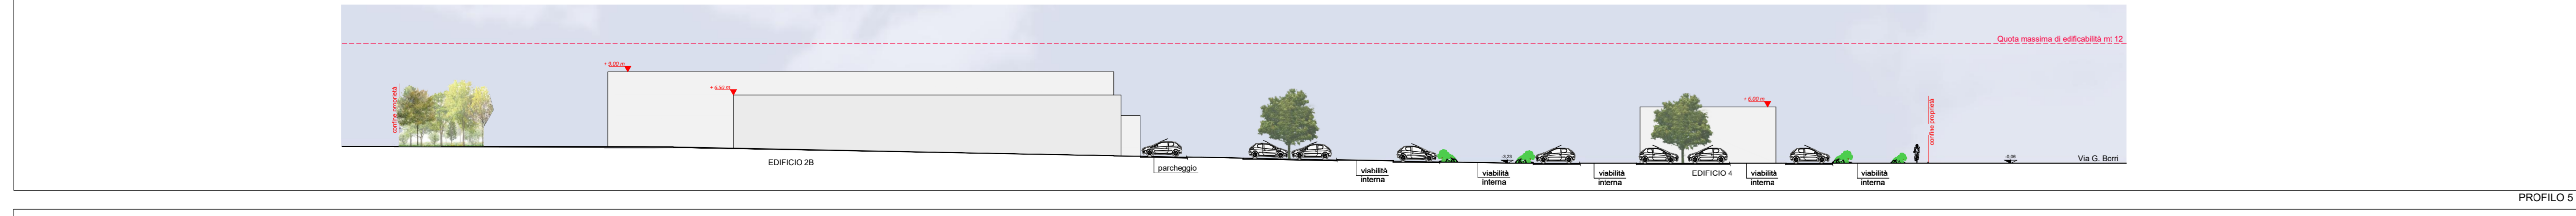 Quota massima di edificabilità mt 12
+ 9,00 m
+ 6,50 m
+ 6,00 m
confine proprietà
confine proprietà
EDIFICIO 2B
parcheggio
viabilità
interna
viabilità
interna
viabilità
interna
EDIFICIO 4
viabilità
interna
viabilità
interna
Via G. Borri
PROFILO 5